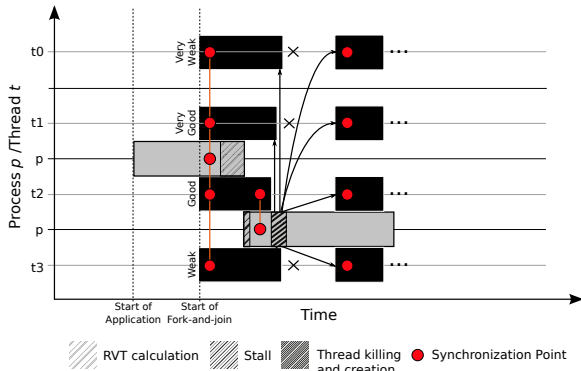 Process p /Thread t
t0
t1
p
t2
p
t3
Very
Weak
Very
Good
Good
Weak
...
...
...
Start of
Application
Start of
Fork-and-join
Time
RVT calculation
Stall
Thread killing
and creation
Synchronization Point